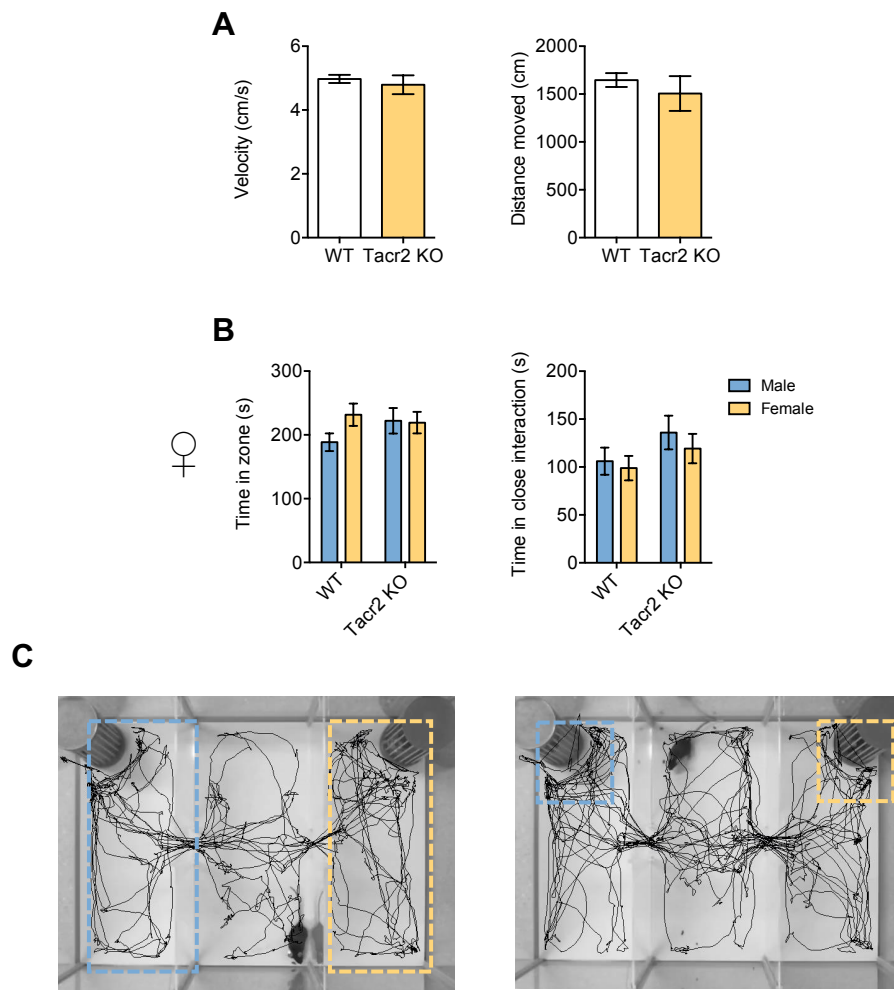 A
Velocity (cm/s)
6
4
2
0
WT
Tacr2 KO
Distance moved (cm)
2000
1500
1000
500
0
WT
Tacr2 KO
B
♀
Time in zone (s)
300
200
100
0
WT
Tacr2 KO
Time in close interaction (s)
200
150
100
50
0
WT
Tacr2 KO
Male
Female
C